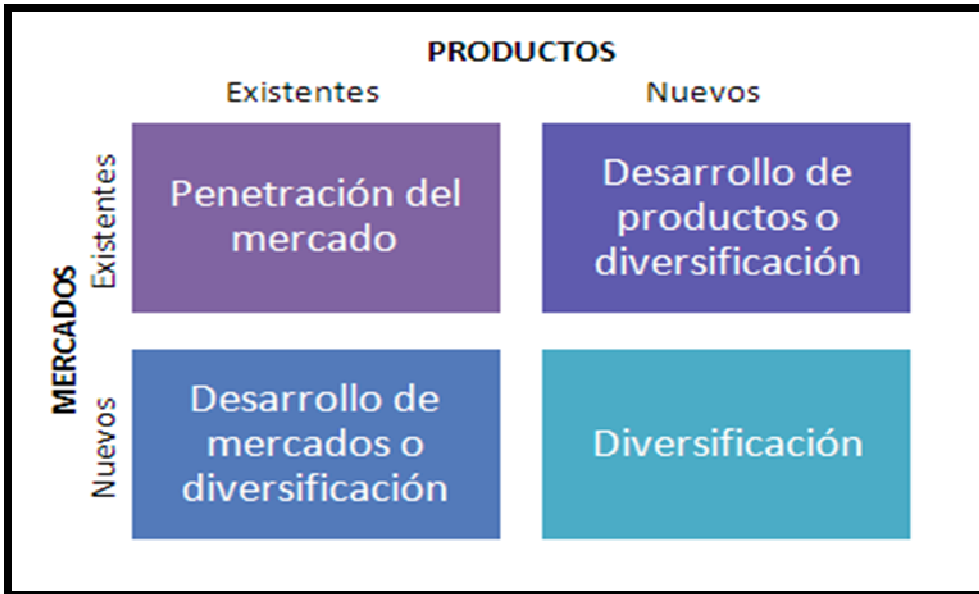 PRODUCTOS
Existentes
Nuevos
MERCADOS
Existentes
Penetración del
mercado
Desarrollo de
productos o
diversificación
Nuevos
Desarrollo de
mercados o
diversificación
Diversificación